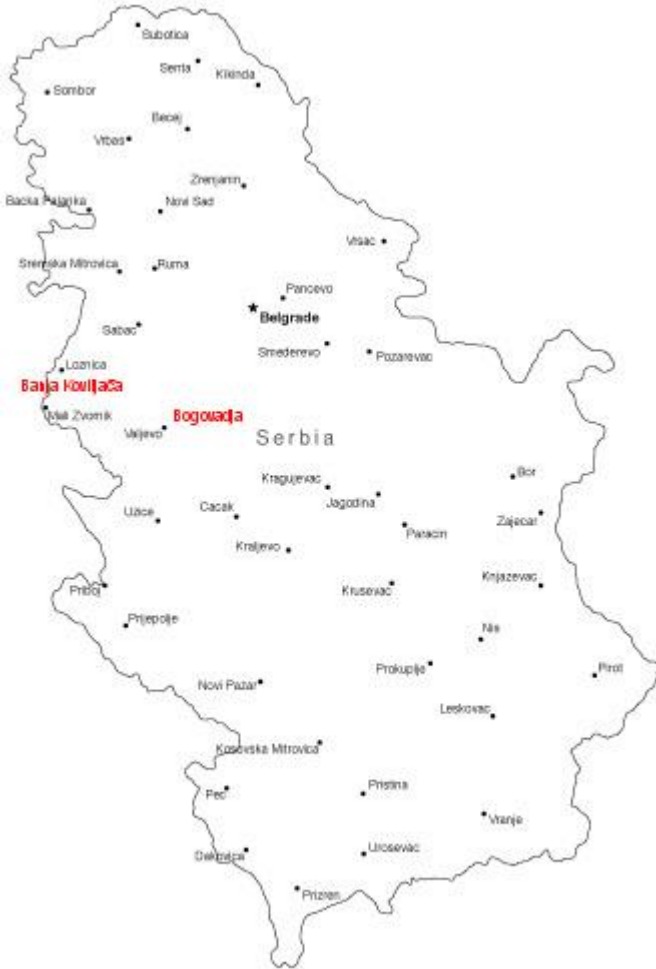 Subotica
Senta
Kikinda
Sombor
Becej
Vrbas
Zrenjanin
Backa Palanka
Novi Sad
Vrsac
Sremska Mitrovica
Ruma
Pancevo
Belgrade
Sabac
Smederevo
Pozarevac
Loznica
Banja Koviljača
Mali Zvornik
Bogovadja
Valjevo
Serbia
Bor
Kragujevac
Jagodina
Cacak
Uzice
Zajecar
Paracin
Kraljevo
Krusevac
Knjazevac
Priboj
Prijepolje
Nis
Prokuplje
Pirot
Novi Pazar
Leskovac
Kosovska Mitrovica
Pec
Pristina
Vranje
Dakovica
Urosevac
Prizren